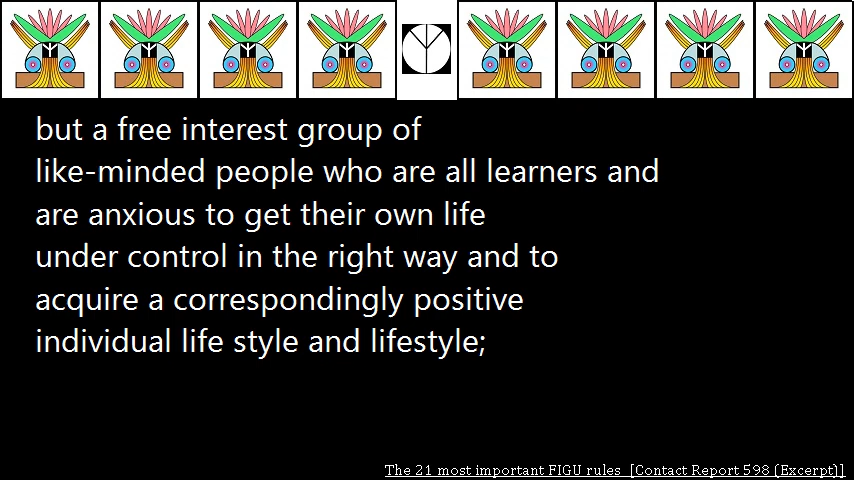 but a free interest group of
like-minded people who are all learners and
are anxious to get their own life
under control in the right way and to
acquire a correspondingly positive
individual life style and lifestyle;
The 21 most important FIGU rules  [Contact Report 598 (Excerpt)]